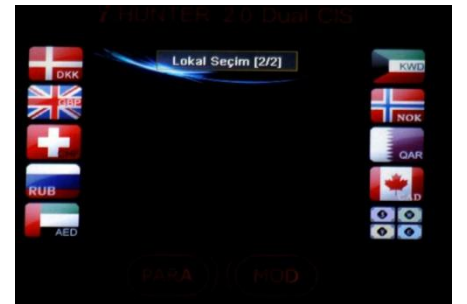 HUNTER 2.0 Dual CIS
Lokal Seçim [2/2]
DKK
KWD
GBP
NOK
QAR
RUB
AED
PARA
MOD